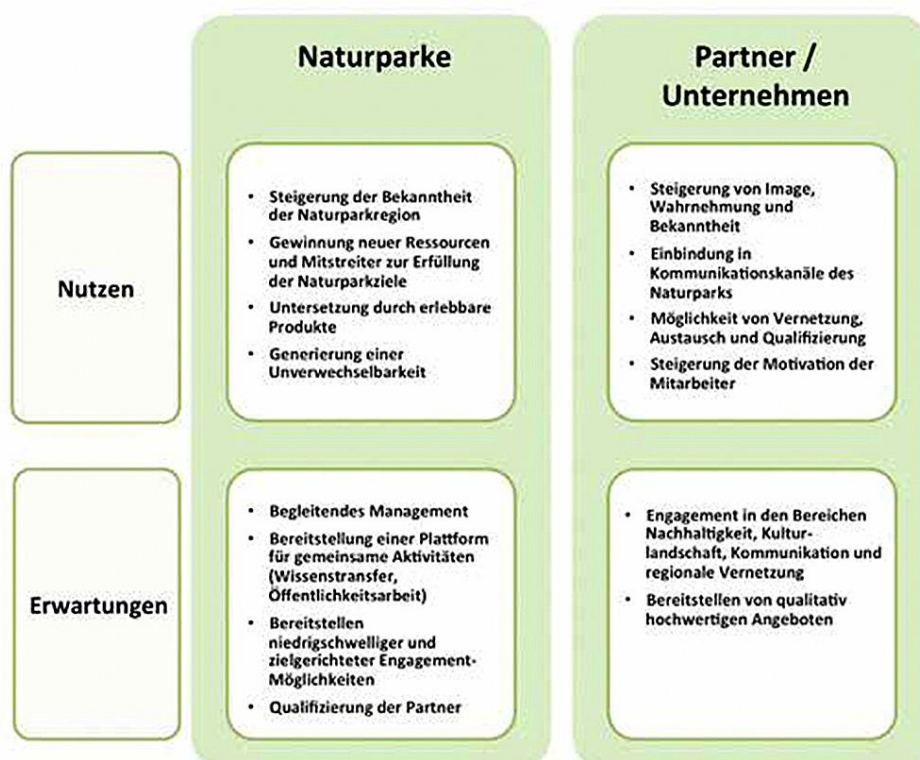 Naturparke
Partner /
Unternehmen
Nutzen
• Steigerung der Bekanntheit
der Naturparkregion
• Gewinnung neuer Ressourcen
und Mitstreiter zur Erfüllung
der Naturparkziele
• Untersetzung durch erlebbare
Produkte
• Generierung einer
Unverwechselbarkeit
• Steigerung von Image,
Wahrnehmung und
Bekanntheit
• Einbindung in
Kommunikationskanäle des
Naturparks
• Möglichkeit von Vernetzung,
Austausch und Qualifizierung
• Steigerung der Motivation der
Mitarbeiter
Erwartungen
• Begleitendes Management
• Bereitstellung einer Plattform
für gemeinsame Aktivitäten
(Wissenstransfer,
Öffentlichkeitsarbeit)
• Bereitstellen
niedrigschwelliger und
zielgerichteter Engagement-
Möglichkeiten
• Qualifizierung der Partner
• Engagement in den Bereichen
Nachhaltigkeit, Kultur-
landschaft, Kommunikation und
regionale Vernetzung
• Bereitstellen von qualitativ
hochwertigen Angeboten